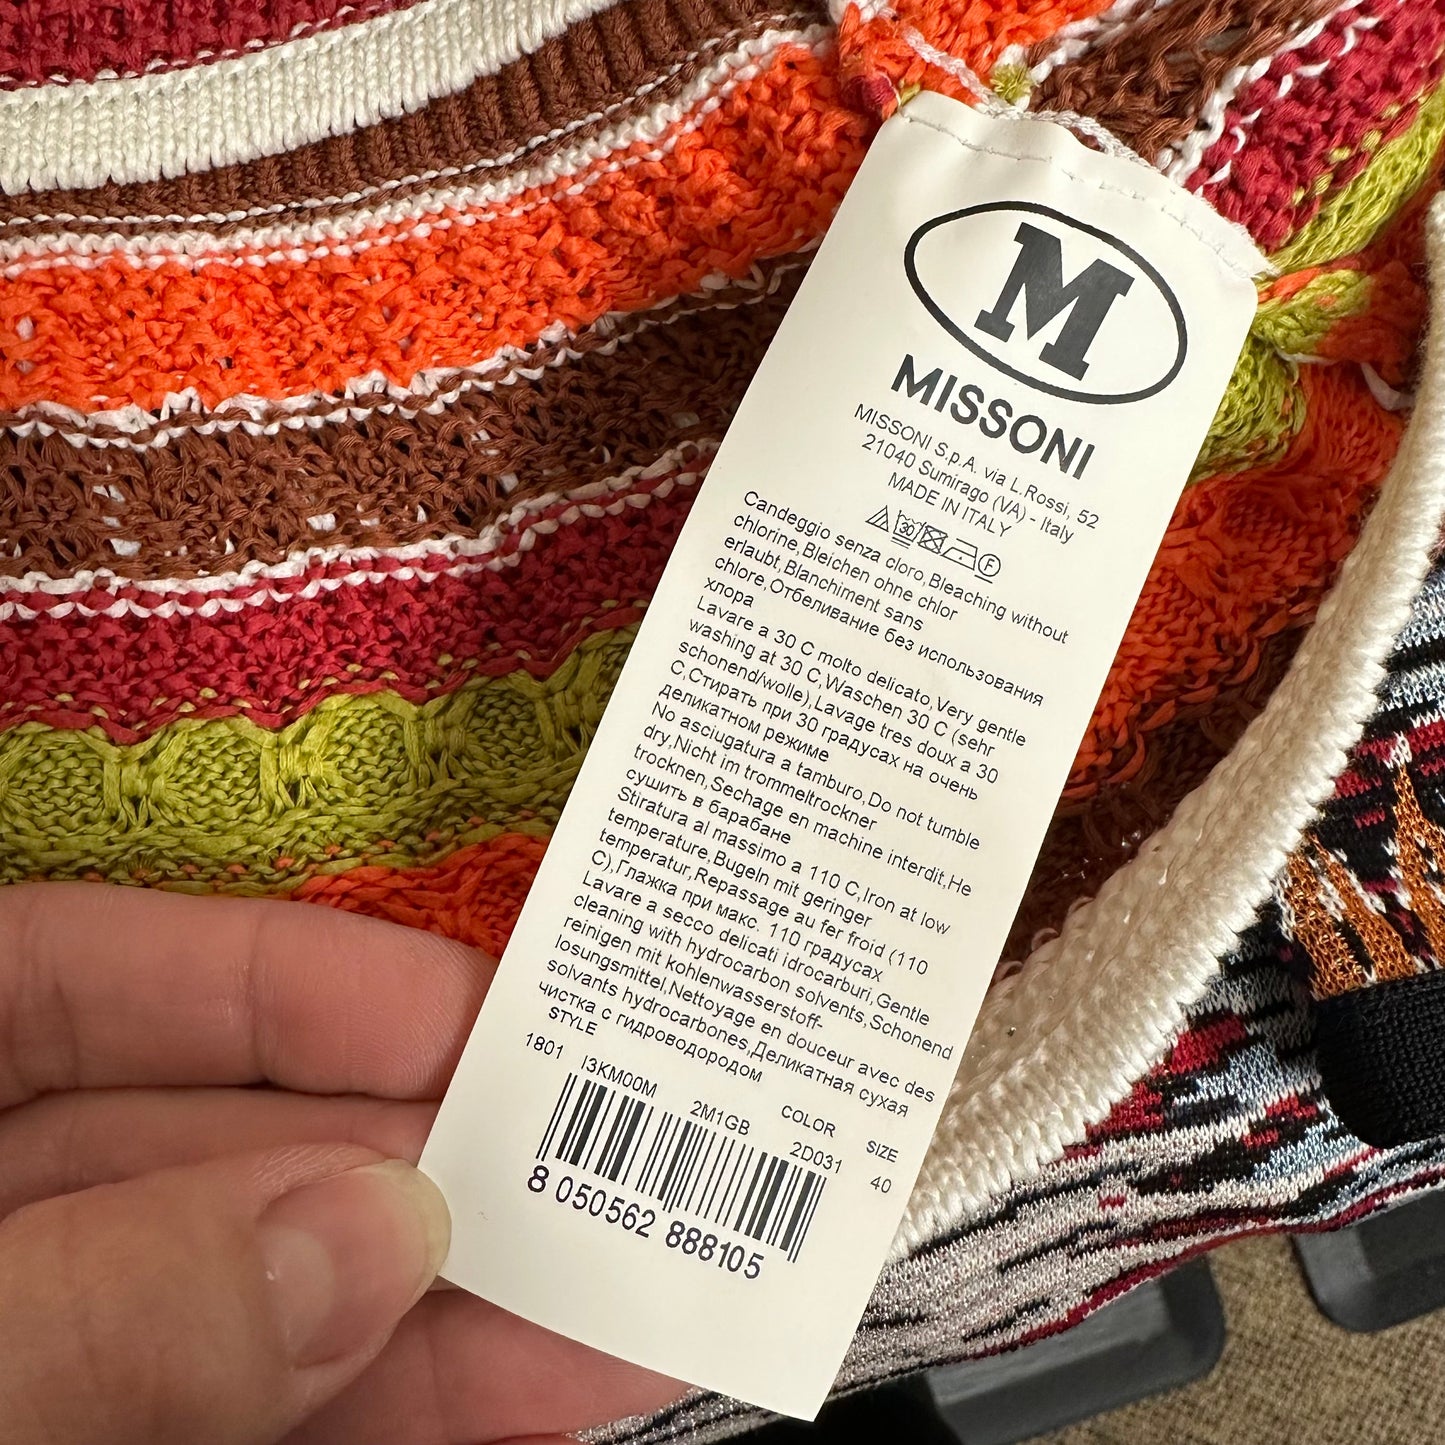 M
MISSONI
MISSONI S.p.A. via L.Rossi, 52
21040 Sumirago (VA) - Italy
MADE IN ITALY
30 F
Candeggio senza cloro,Bleaching without
chlorine,Bleichen ohne chlor
erlaubt,Blanchiment sans
chlore,Отбеливание без использования
хлора
Lavare a 30 C molto delicato,Very gentle
washing at 30 C,Waschen 30 C (sehr
schonend/wolle),Lavage tres doux a 30
C,Стирать при 30 градусах на очень
деликатном режиме
No asciugatura a tamburo,Do not tumble
dry,Nicht im trommeltrockner
trocknen,Sechage en machine interdit,Не
сушить в барабане
Stiratura al massimo a 110 C,Iron at low
temperature,Bugeln mit geringer
temperatur,Repassage au fer froid (110
C),Глажка при макс. 110 градусах
Lavare a secco delicati idrocarburi,Gentle
cleaning with hydrocarbon solvents,Schonend
reinigen mit kohlenwasserstoff-
losungsmittel,Nettoyage en douceur avec des
solvants hydrocarbones,Деликатная сухая
чистка с гидроводородом
STYLE COLOR SIZE
1801 I3KM00M 2M1GB 2D031 40
8 050562 888105